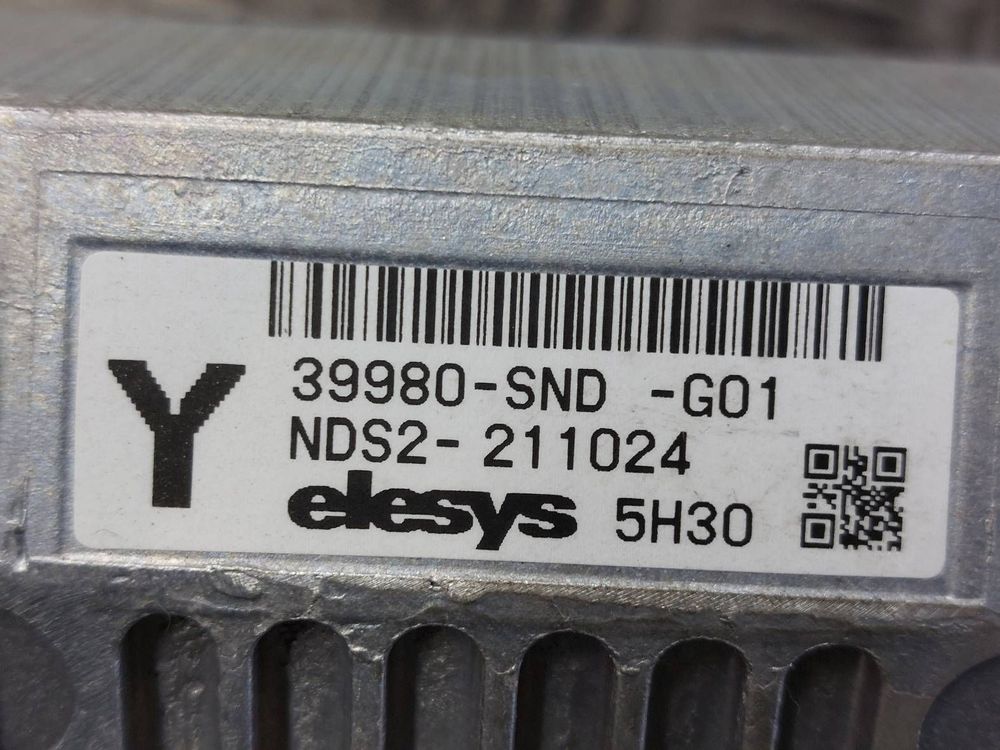 Y
39980-SND -G01
NDS2- 211024
elesys 5H30